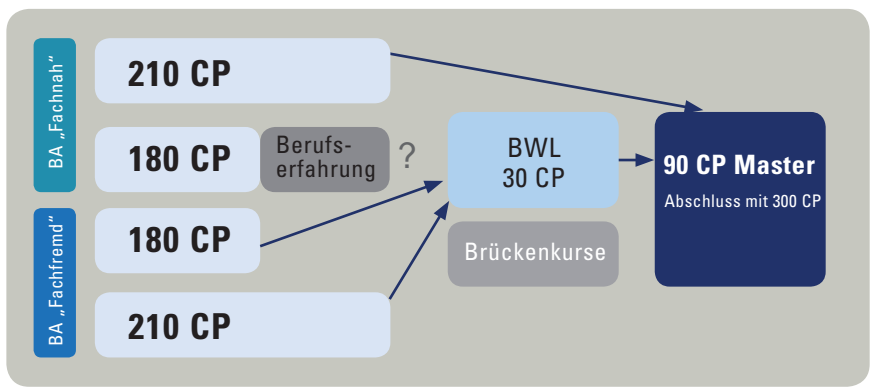 BA „Fachnah“
210 CP
180 CP
Berufs-
erfahrung
?
BA „Fachfremd“
180 CP
210 CP
BWL
30 CP
Brückenkurse
90 CP Master
Abschluss mit 300 CP